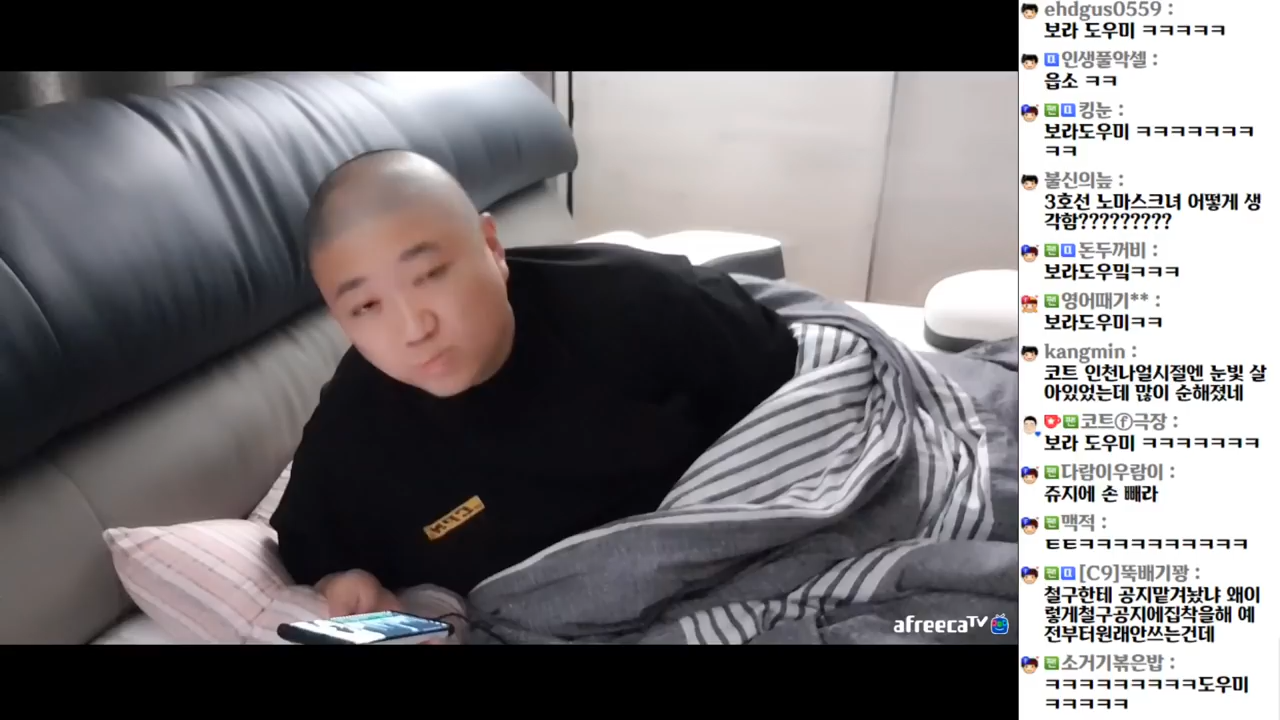 afreecaTV
ehdgus0559 :
보라 도우미 ㅋㅋㅋㅋㅋ
인생풀악셀 :
읍소 ㅋㅋ
팬 킹눈 :
보라도우미 ㅋㅋㅋㅋㅋㅋㅋ
ㅋㅋ
불신의늪 :
3호선 노마스크녀 어떻게 생
각함?????????
팬 돈두꺼비 :
보라도우밐ㅋㅋㅋ
팬 영어때기** :
보라도우미ㅋㅋ
kangmin :
코트 인천나일시절엔 눈빛 살
아있었는데 많이 순해졌네
팬 코트ⓕ극장 :
보라 도우미 ㅋㅋㅋㅋㅋㅋㅋ
팬 다람이우람이 :
쥬지에 손 빼라
팬 맥적 :
ㅌㅌㅋㅋㅋㅋㅋㅋㅋㅋㅋㅋ
팬 [C9]뚝배기꽝 :
철구한테 공지맡겨놨냐 왜이
렇게철구공지에집착을해 예
전부터원래안쓰는건데
팬 소거기볶은밥 :
ㅋㅋㅋㅋㅋㅋㅋㅋㅋ도우미
ㅋㅋㅋㅋㅋ